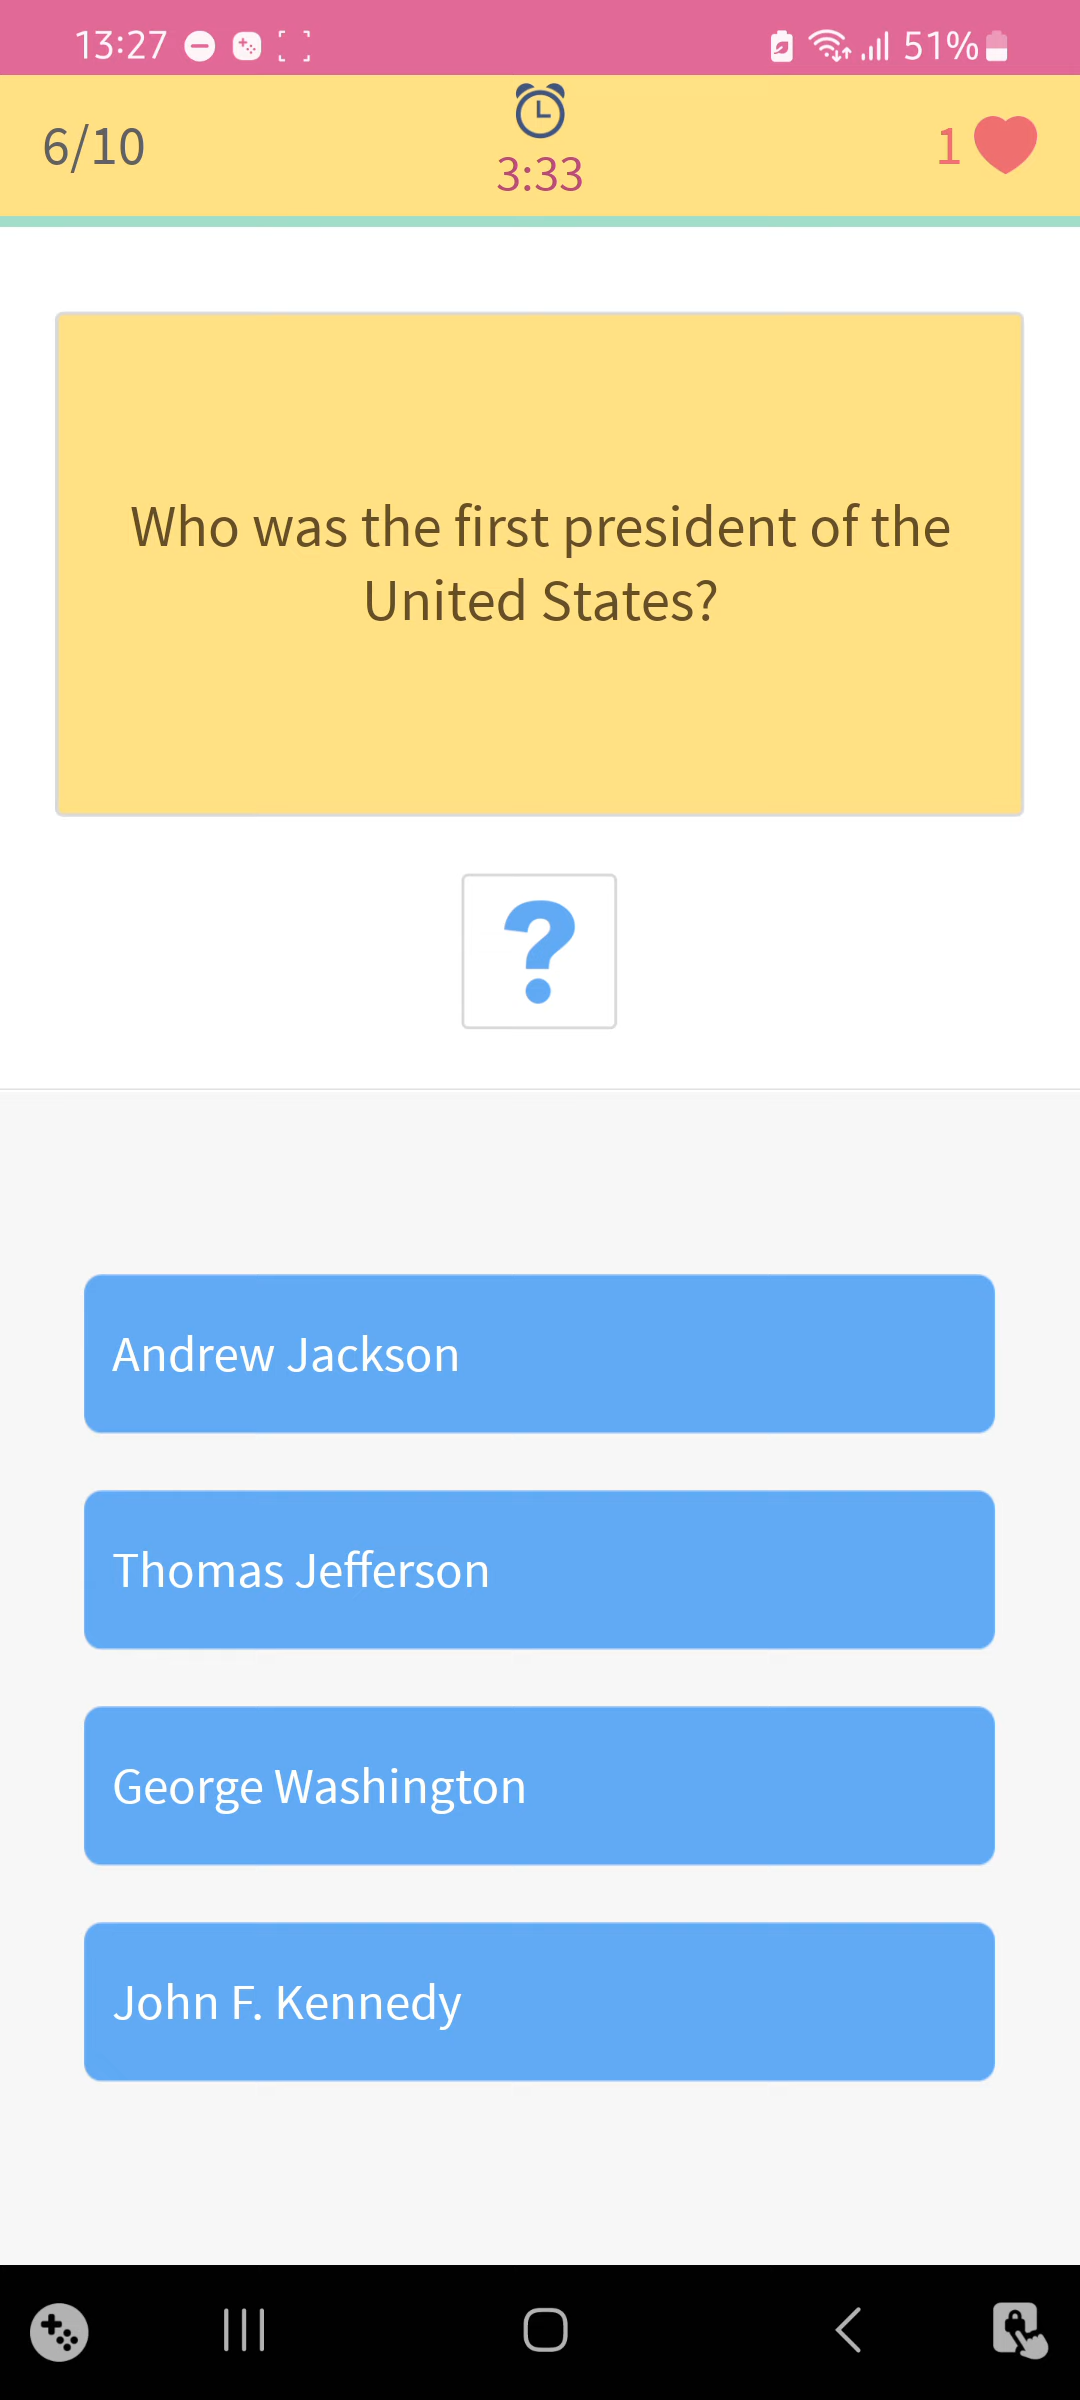 13:27
51%
6/10
3:33
1
Who was the first president of the
United States?
?
Andrew Jackson
Thomas Jefferson
George Washington
John F. Kennedy